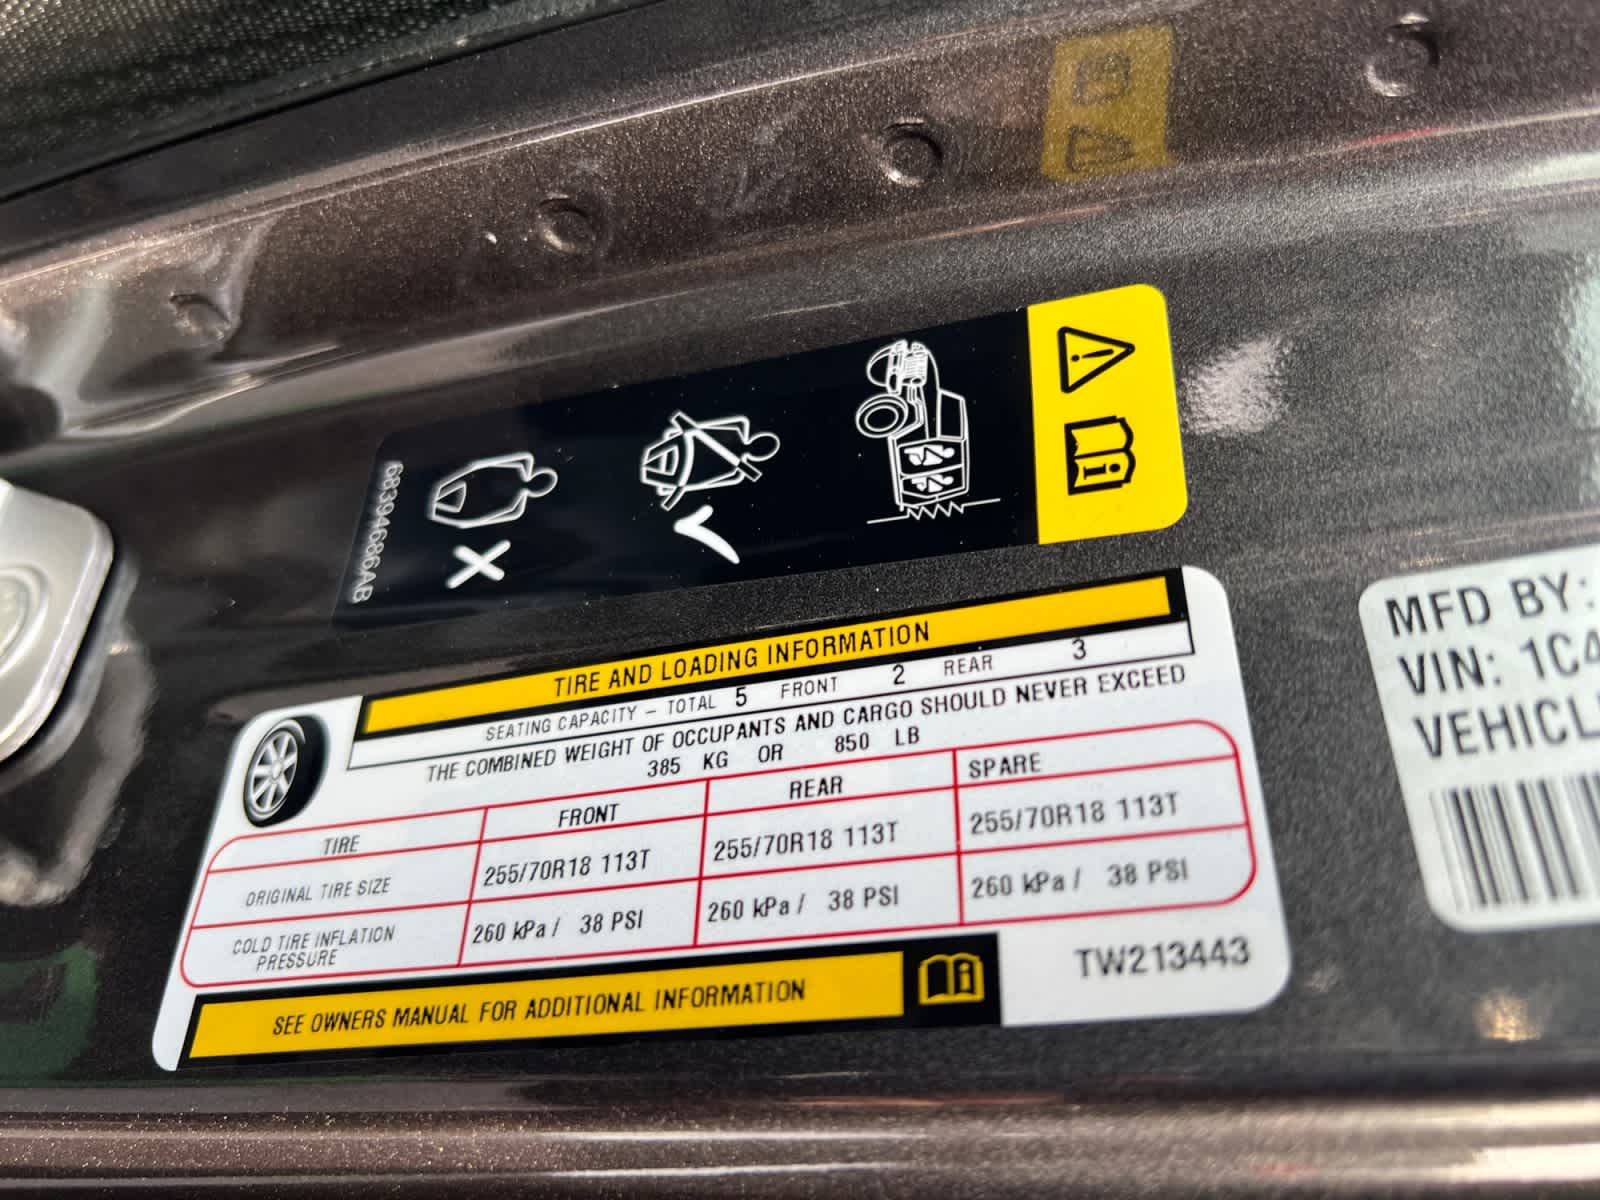 68394686AB
TIRE AND LOADING INFORMATION
SEATING CAPACITY – TOTAL 5 FRONT 2 REAR 3
THE COMBINED WEIGHT OF OCCUPANTS AND CARGO SHOULD NEVER EXCEED
385 KG OR 850 LB
TIRE FRONT REAR SPARE
ORIGINAL TIRE SIZE 255/70R18 113T 255/70R18 113T 255/70R18 113T
COLD TIRE INFLATION PRESSURE 260 kPa / 38 PSI 260 kPa / 38 PSI 260 kPa / 38 PSI
SEE OWNERS MANUAL FOR ADDITIONAL INFORMATION
TW213443
MFD BY:
VIN: 1C4
VEHICL